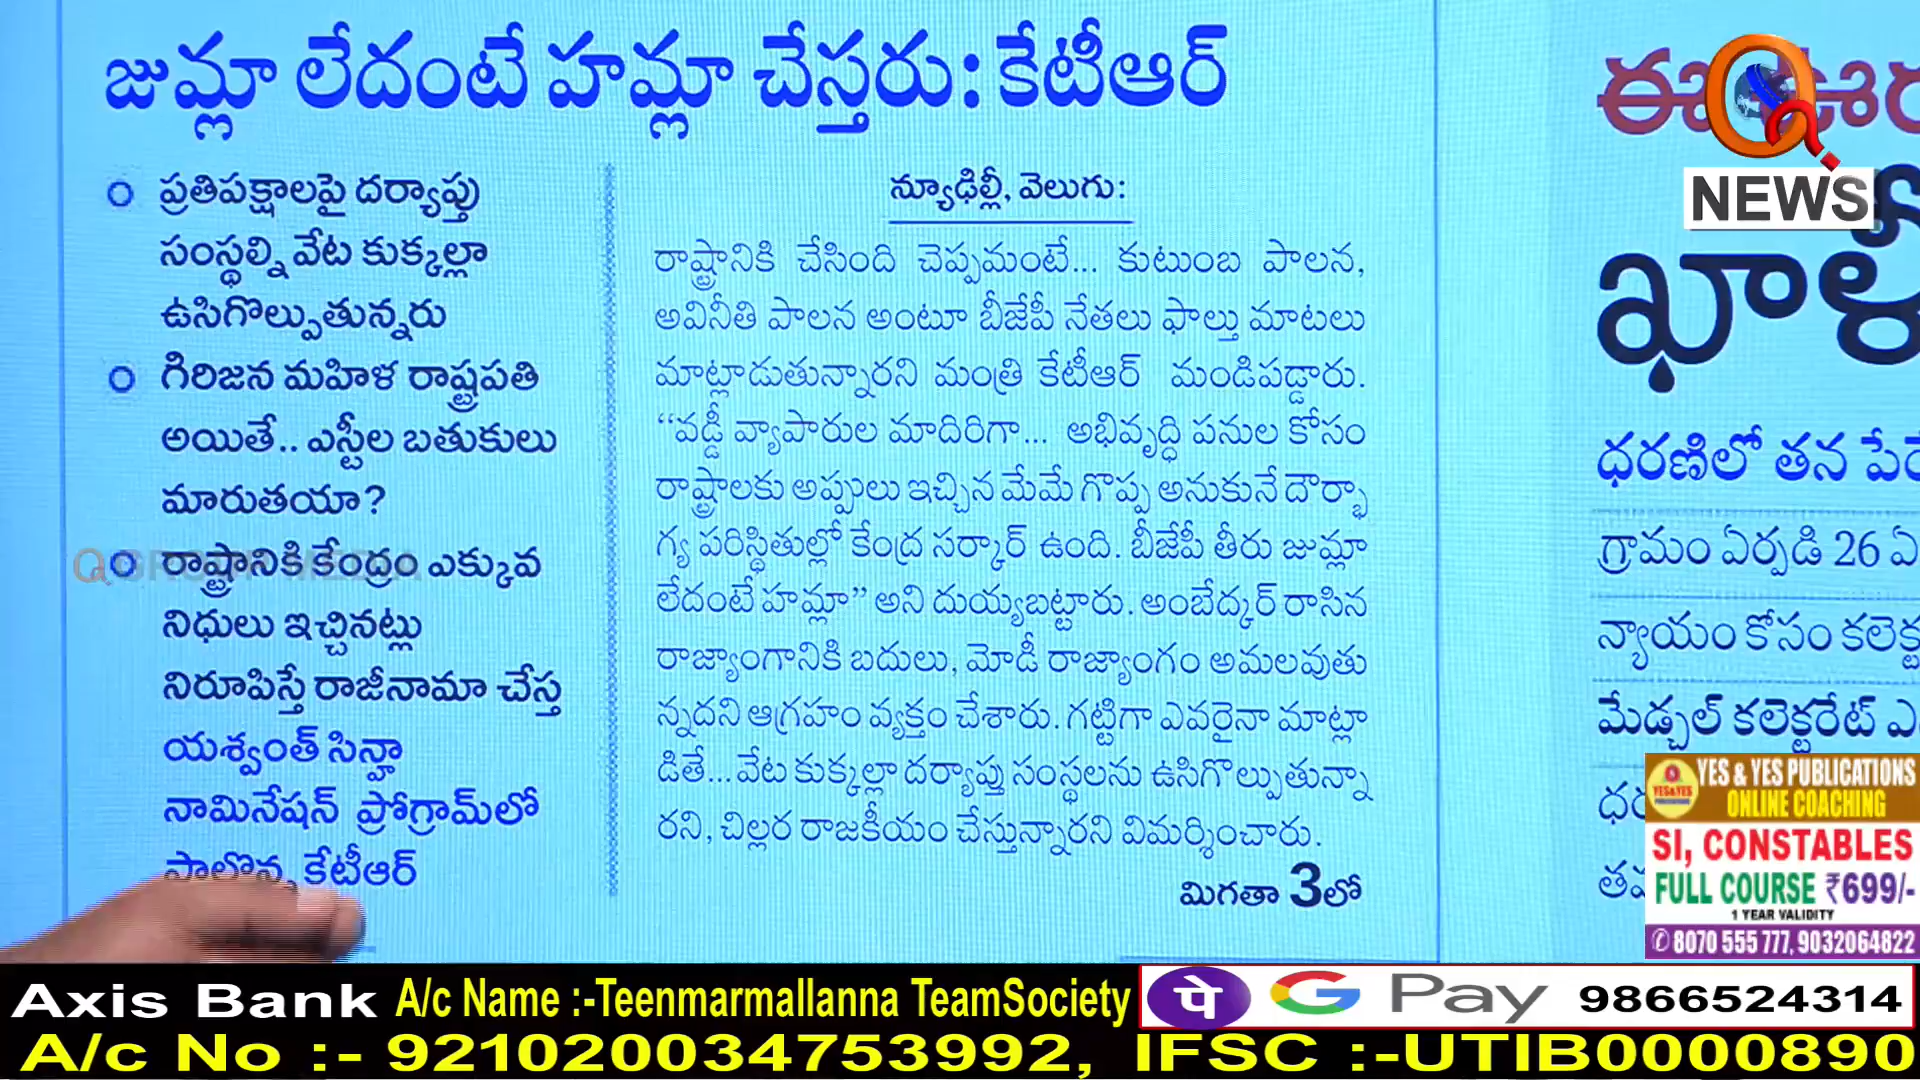 జుమ్లా లేదంటే హమ్లా చేస్తరు: కేటీఆర్
ప్రతిపక్షాలపై దర్యాప్తు
సంస్థల్ని వేట కుక్కల్లా
ఉసిగొల్పుతున్నరు
గిరిజన మహిళ రాష్ట్రపతి
అయితే.. ఎస్టీల బతుకులు
మారుతయా?
రాష్ట్రానికి కేంద్రం ఎక్కువ
నిధులు ఇచ్చినట్లు
నిరూపిస్తే రాజీనామా చేస్త
యశ్వంత్ సిన్హా
నామినేషన్ ప్రోగ్రామ్‌లో
పాల్గొన్న కేటీఆర్
న్యూఢిల్లీ, వెలుగు:
రాష్ట్రానికి చేసింది చెప్పమంటే... కుటుంబ పాలన,
అవినీతి పాలన అంటూ బీజేపీ నేతలు ఫాల్తు మాటలు
మాట్లాడుతున్నారని మంత్రి కేటీఆర్ మండిపడ్డారు.
“వడ్డీ వ్యాపారుల మాదిరిగా... అభివృద్ధి పనుల కోసం
రాష్ట్రాలకు అప్పులు ఇచ్చిన మేమే గొప్ప అనుకునే దౌర్భా
గ్య పరిస్థితుల్లో కేంద్ర సర్కార్ ఉంది. బీజేపీ తీరు జుమ్లా
లేదంటే హమ్లా” అని దుయ్యబట్టారు. అంబేద్కర్ రాసిన
రాజ్యాంగానికి బదులు, మోడీ రాజ్యాంగం అమలవుతు
న్నదని ఆగ్రహం వ్యక్తం చేశారు. గట్టిగా ఎవరైనా మాట్లా
డితే... వేట కుక్కల్లా దర్యాప్తు సంస్థలను ఉసిగొల్పుతున్నా
రని, చిల్లర రాజకీయం చేస్తున్నారని విమర్శించారు.
మిగతా 3లో
Q NEWS
ధరణిలో తన
గ్రామం ఏర్పడి 26
న్యాయం కోసం
మేడ్చల్ కలెక్టరేట్
YES & YES PUBLICATIONS
ONLINE COACHING
SI, CONSTABLES
FULL COURSE ₹699/-
1 YEAR VALIDITY
8070 555 777, 9032064822
Axis Bank A/c Name :-Teenmarmallanna TeamSociety
पे G Pay 9866524314
A/c No :- 921020034753992, IFSC :-UTIB0000890